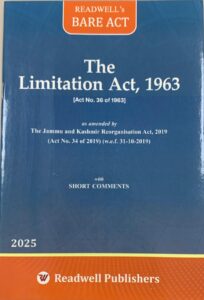 READWELL's
BARE ACT
The
Limitation Act, 1963
[Act No. 36 of 1963]
as amended by
The Jammu and Kashmir Reorganisation Act, 2019
(Act No. 34 of 2019) (w.e.f. 31-10-2019)
with
SHORT COMMENTS
2025
Readwell Publishers